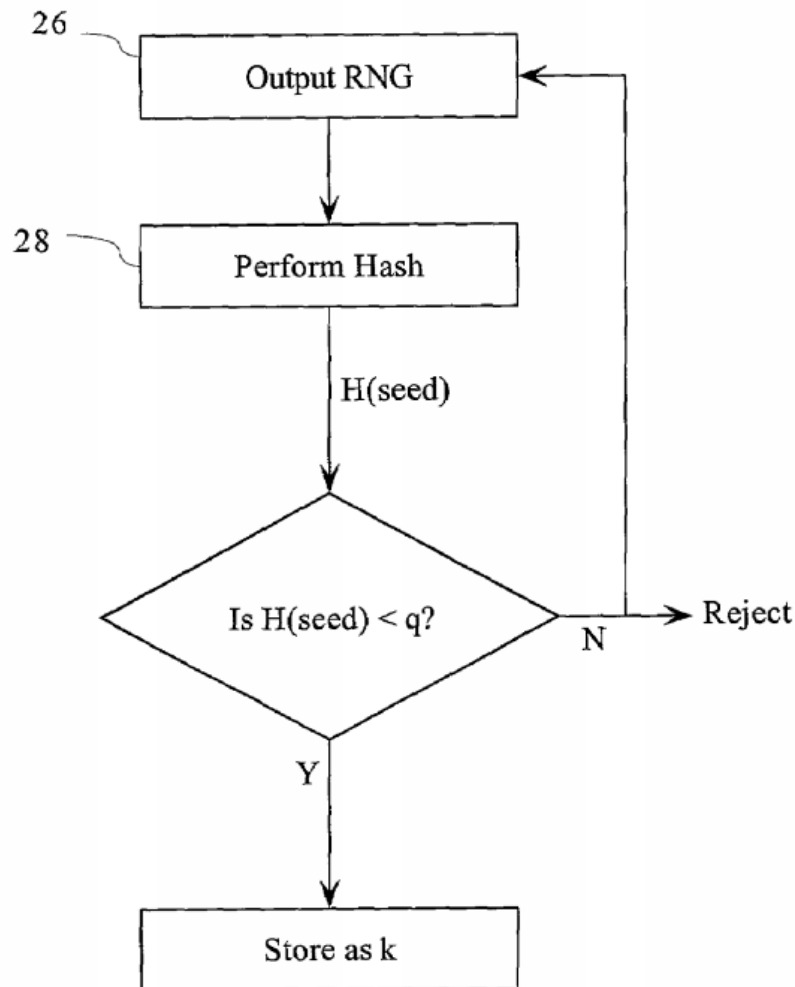 26
Output RNG
28
Perform Hash
H(seed)
Is H(seed) < q?
N
Reject
Y
Store as k